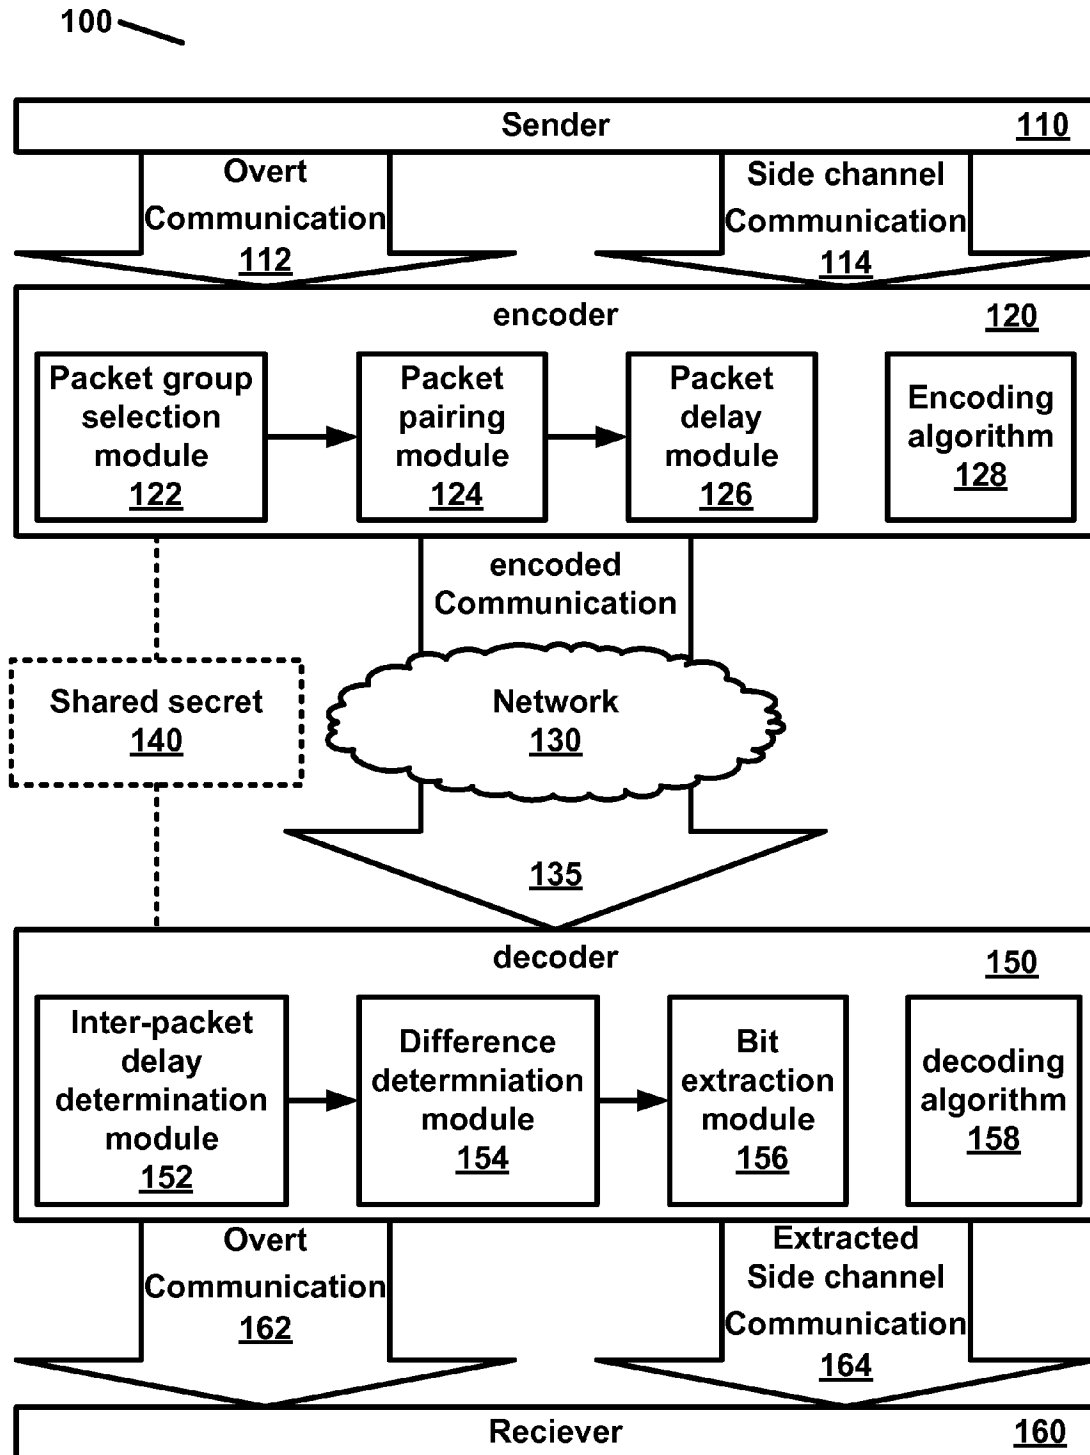 100
Sender 110
Overt
Communication
112
Side channel
Communication
114
encoder 120
Packet group
selection
module
122
Packet
pairing
module
124
Packet
delay
module
126
Encoding
algorithm
128
encoded
Communication
Shared secret
140
Network
130
135
decoder 150
Inter-packet
delay
determination
module
152
Difference
determniation
module
154
Bit
extraction
module
156
decoding
algorithm
158
Overt
Communication
162
Extracted
Side channel
Communication
164
Reciever 160